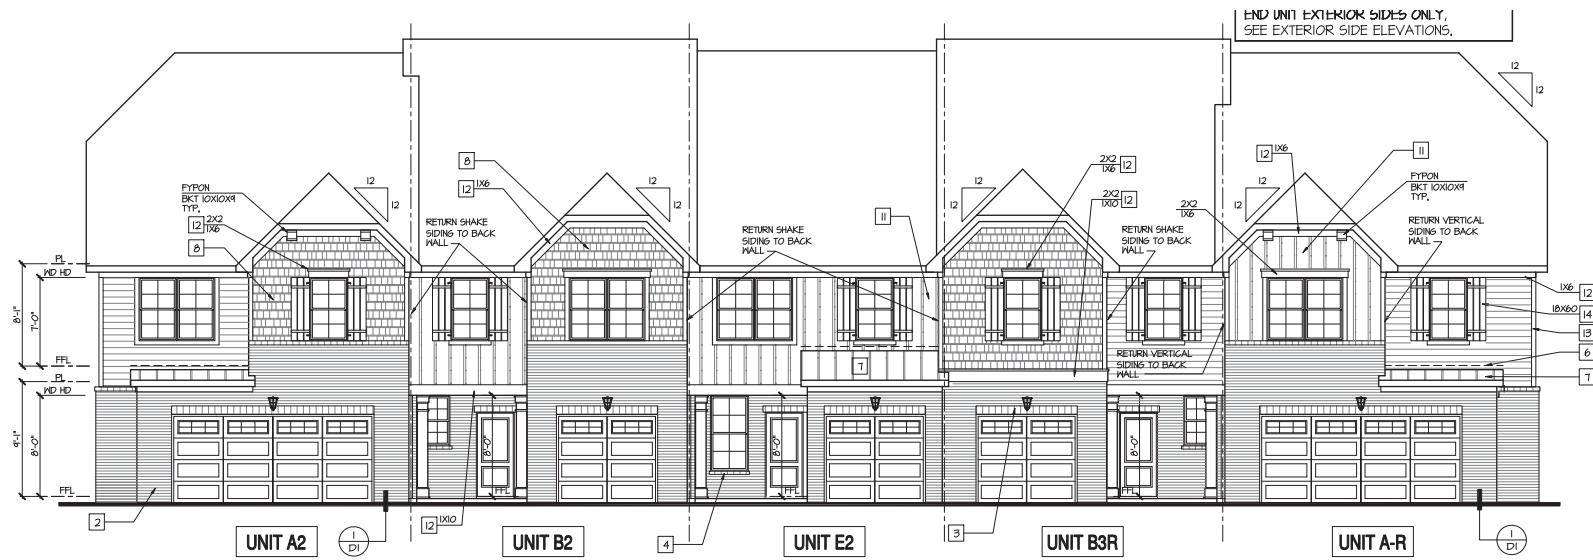 END UNIT EXTERIOR SIDES ONLY,
SEE EXTERIOR SIDE ELEVATIONS.
12
12
8
12 1X6
2X2
1X6 12
2X2
1X10 12
12 1X6
11
FYPON
BKT 10X10X9
TYP.
12 2X2
1X6
8
12
12
RETURN SHAKE
SIDING TO BACK
WALL
12
12
RETURN SHAKE
SIDING TO BACK
WALL
11
12
12
RETURN SHAKE
SIDING TO BACK
WALL
2X2
1X6
12
12
FYPON
BKT 10X10X9
TYP.
RETURN VERTICAL
SIDING TO BACK
WALL
PL
WD HD
8'-1"
7'-0"
FFL
PL
WD HD
9'-1"
8'-0"
FFL
1X6 12
18X60 14
13
6
7
7
RETURN VERTICAL
SIDING TO BACK
WALL
8'-0"
FFL
8'-0"
FFL
8'-0"
FFL
2
12 1X10
4
3
UNIT A2
1
D1
UNIT B2
UNIT E2
UNIT B3R
UNIT A-R
1
D1